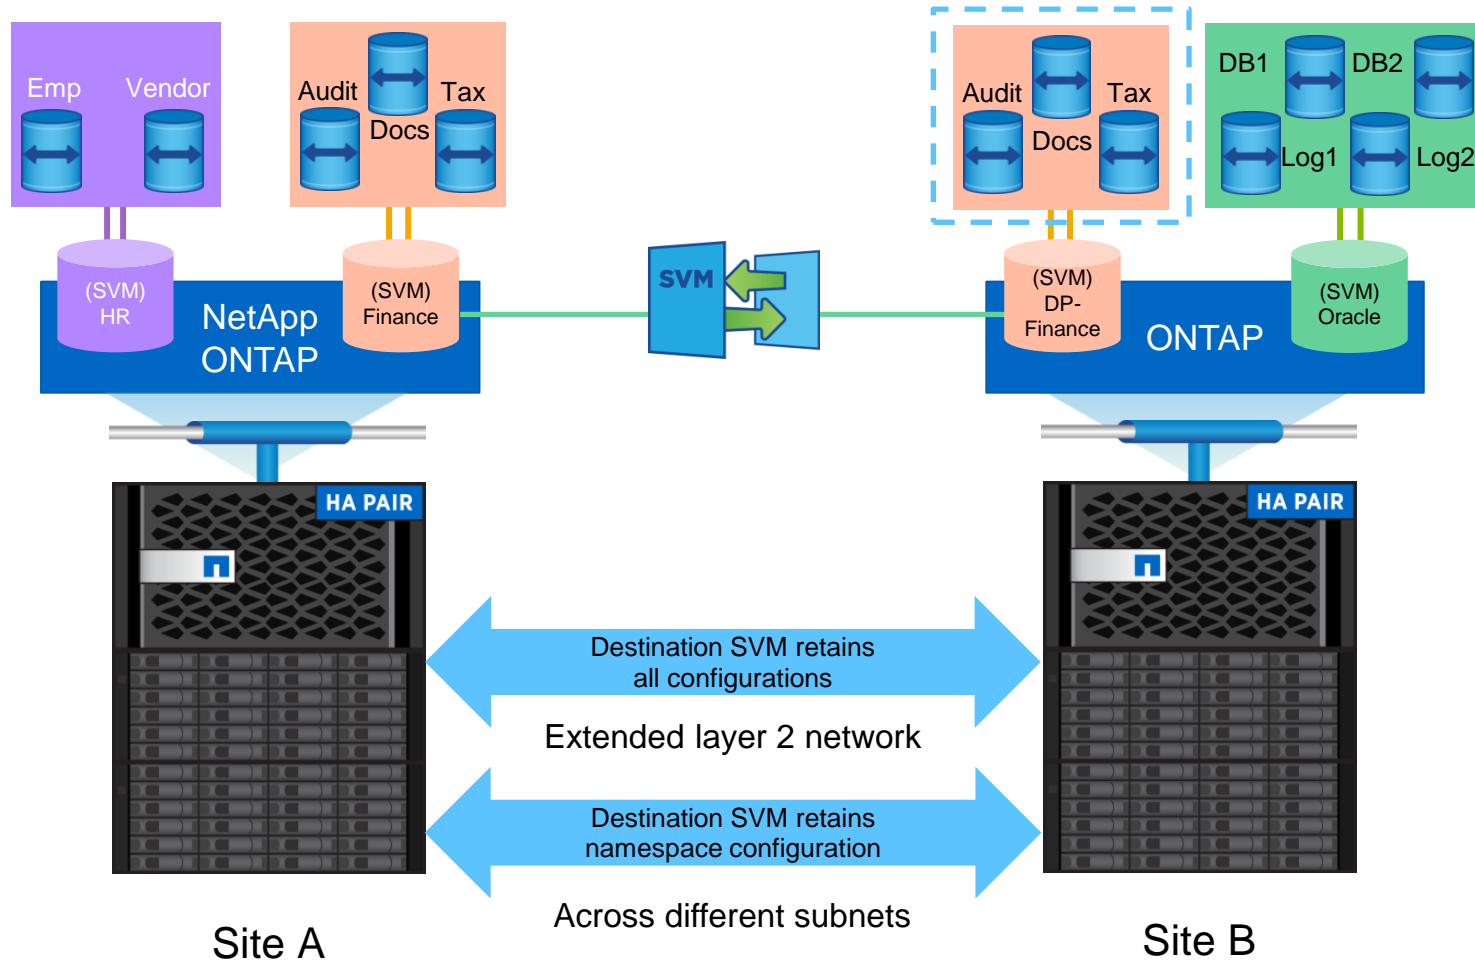 Emp
Vendor
Audit
Docs
Tax
Audit
Docs
Tax
DB1
DB2
Log1
Log2
(SVM)
HR
NetApp
ONTAP
(SVM)
Finance
SVM
(SVM)
DP-
Finance
ONTAP
(SVM)
Oracle
HA PAIR
HA PAIR
Destination SVM retains
all configurations
Extended layer 2 network
Destination SVM retains
namespace configuration
Across different subnets
Site A
Site B